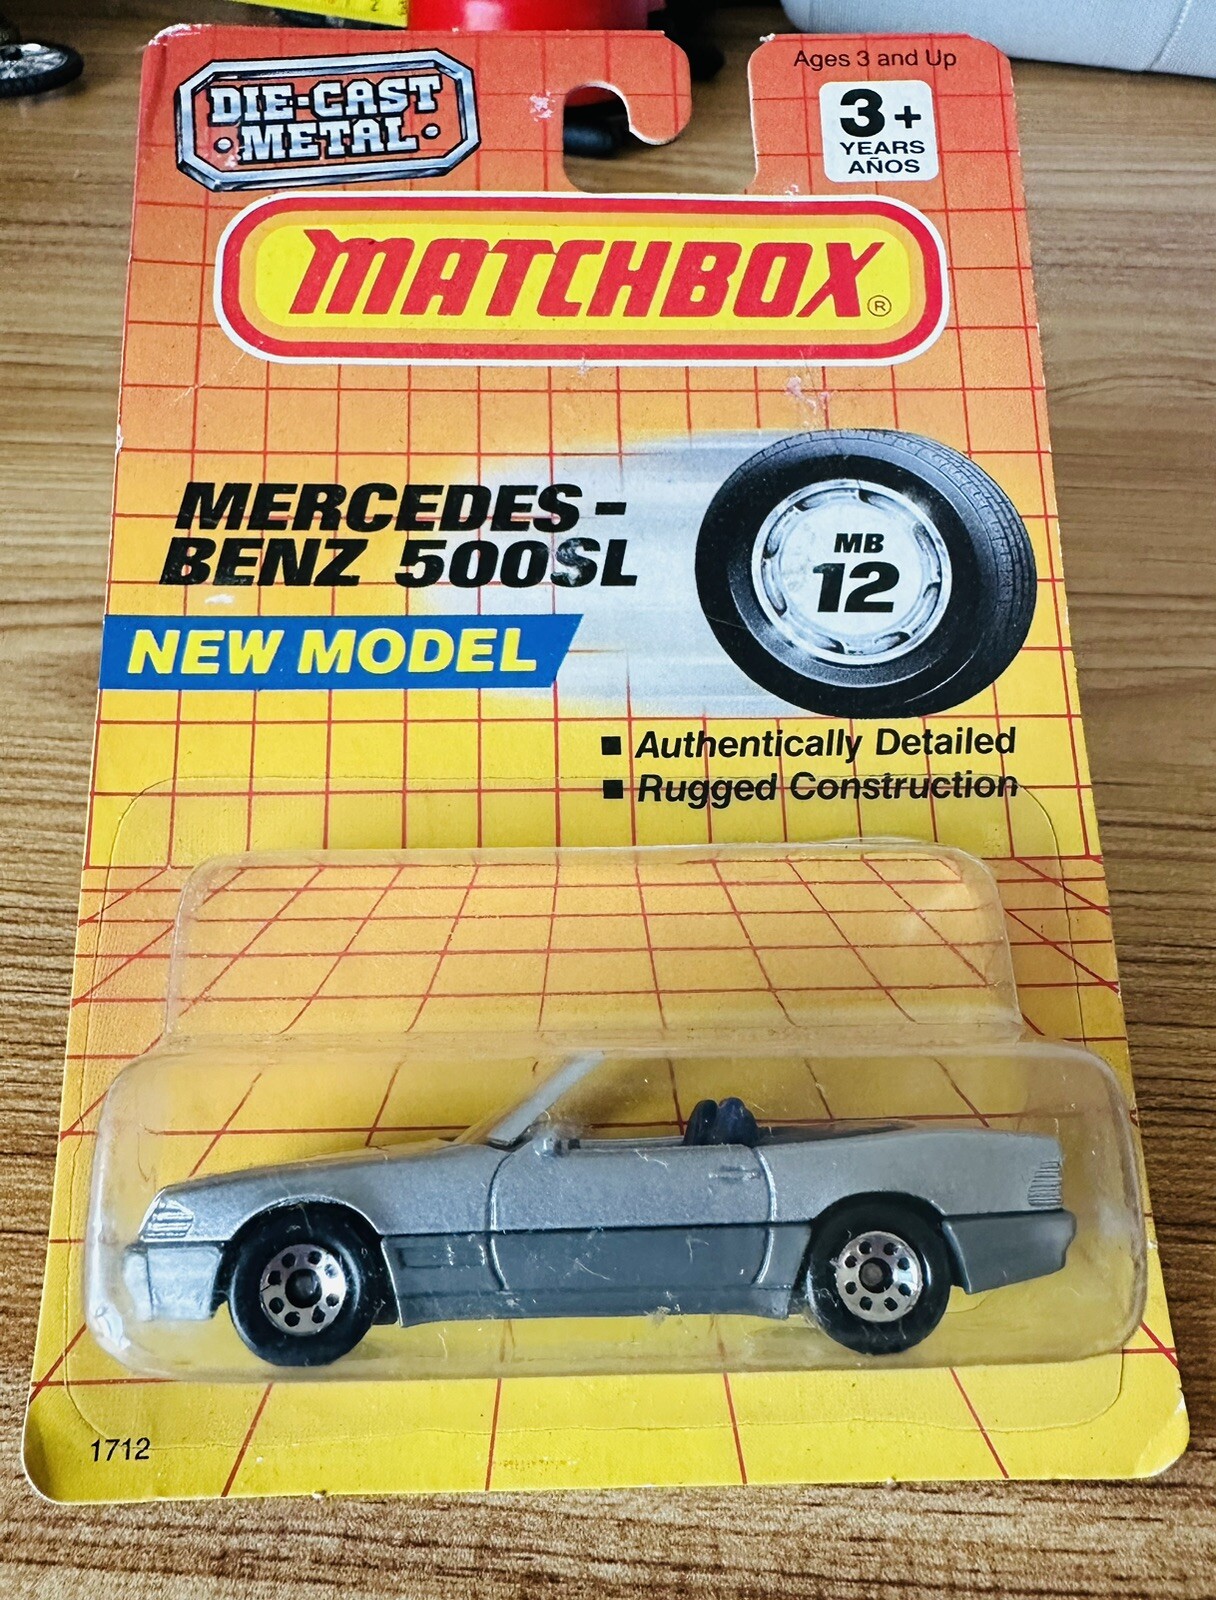 Ages 3 and Up
DIE-CAST
• METAL •
3+
YEARS
AÑOS
MATCHBOX®
MERCEDES-
BENZ 500SL
MB
12
NEW MODEL
■ Authentically Detailed
■ Rugged Construction
1712